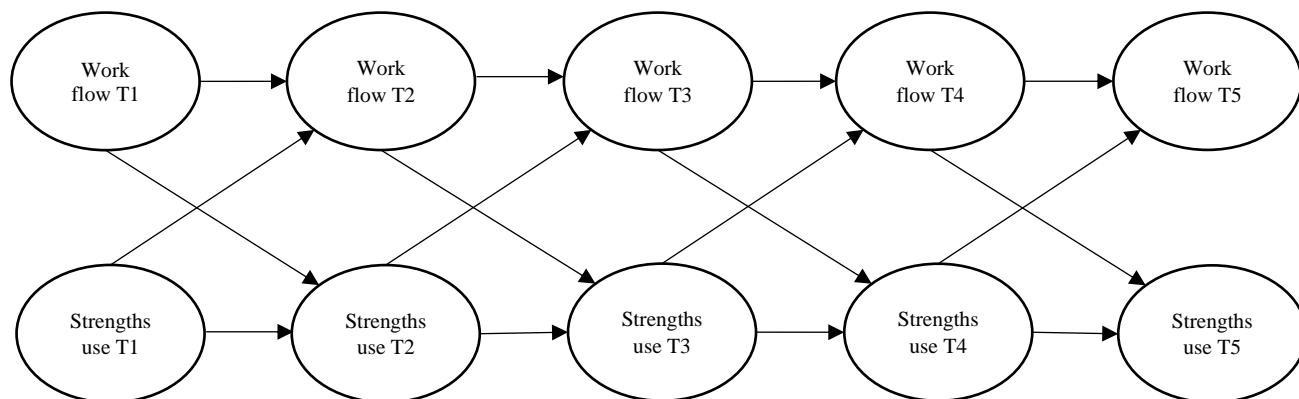 Work
flow T1
Work
flow T2
Work
flow T3
Work
flow T4
Work
flow T5
Strengths
use T1
Strengths
use T2
Strengths
use T3
Strengths
use T4
Strengths
use T5